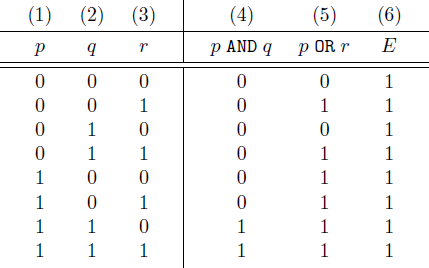 (1) (2) (3) (4) (5) (6)
p q r p AND q p OR r E
0 0 0 0 0 1
0 0 1 0 1 1
0 1 0 0 0 1
0 1 1 0 1 1
1 0 0 0 1 1
1 0 1 0 1 1
1 1 0 1 1 1
1 1 1 1 1 1